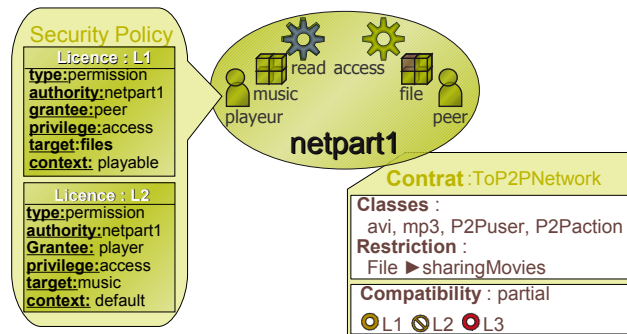 Security Policy
Licence : L1
type:permission
authority:netpart1
grantee:peer
privilege:access
target:files
context: playable
Licence : L2
type:permission
authority:netpart1
Grantee: player
privilege:access
target:music
context: default
read access
music file
playeur peer
netpart1
Contrat :ToP2PNetwork
Classes :
avi, mp3, P2Puser, P2Paction
Restriction :
File ►sharingMovies
Compatibility : partial
L1 L2 L3